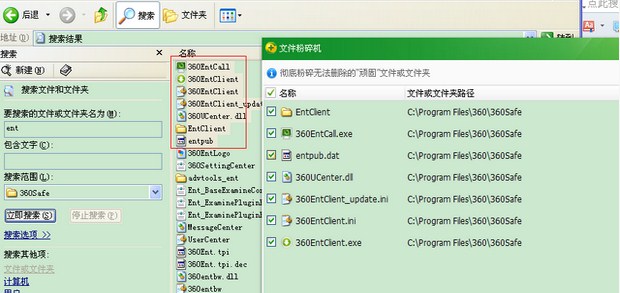 后退
搜索
文件夹
地址(D)
搜索结果
转到
点此搜
搜索
新建(N)
搜索文件和文件夹
要搜索的文件或文件夹名为(M):
ent
包含文字(C):
搜索范围(L):
360Safe
立即搜索(S)
停止搜索(P)
搜索选项 >>
搜索其他项:
文件或文件夹
计算机
名称
360EntCall
360EntClient
360EntClient
360EntClient_upda
360UCenter.dll
EntClient
entpub
360EntLogo
360SettingCenter
advtools_ent
Ent_BaseExamineCo
Ent_ExaminePlugin
Ent_ExaminePluginM
MessageCenter
UserCenter
360Ent.tpi
360Ent.tpi.dec
360entbw.dll
360entbw
文件粉碎机
彻底粉碎无法删除的"顽固"文件或文件夹
名称 文件或文件夹路径
EntClient C:\Program Files\360\360Safe
360EntCall.exe C:\Program Files\360\360Safe
entpub.dat C:\Program Files\360\360Safe
360UCenter.dll C:\Program Files\360\360Safe
360EntClient_update.ini C:\Program Files\360\360Safe
360EntClient.ini C:\Program Files\360\360Safe
360EntClient.exe C:\Program Files\360\360Safe